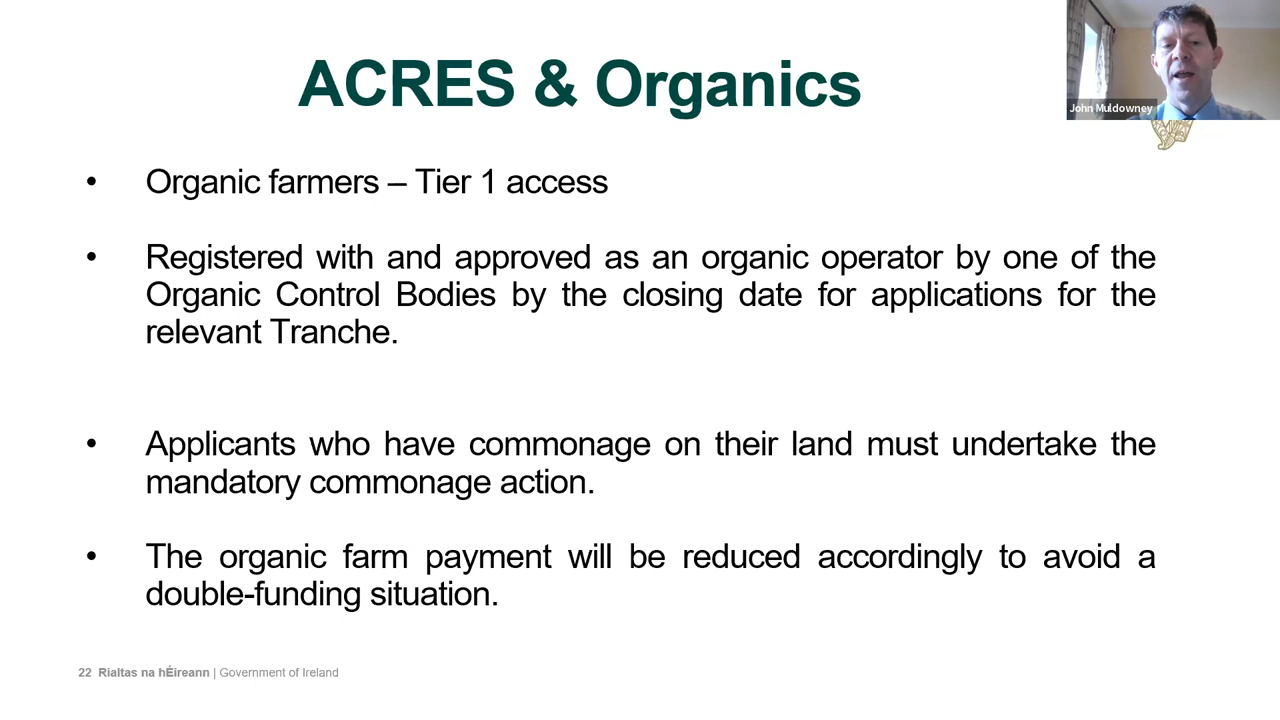 ACRES & Organics
John Muldowney
• Organic farmers – Tier 1 access
• Registered with and approved as an organic operator by one of the
Organic Control Bodies by the closing date for applications for the
relevant Tranche.
• Applicants who have commonage on their land must undertake the
mandatory commonage action.
• The organic farm payment will be reduced accordingly to avoid a
double-funding situation.
22 Rialtas na hÉireann | Government of Ireland